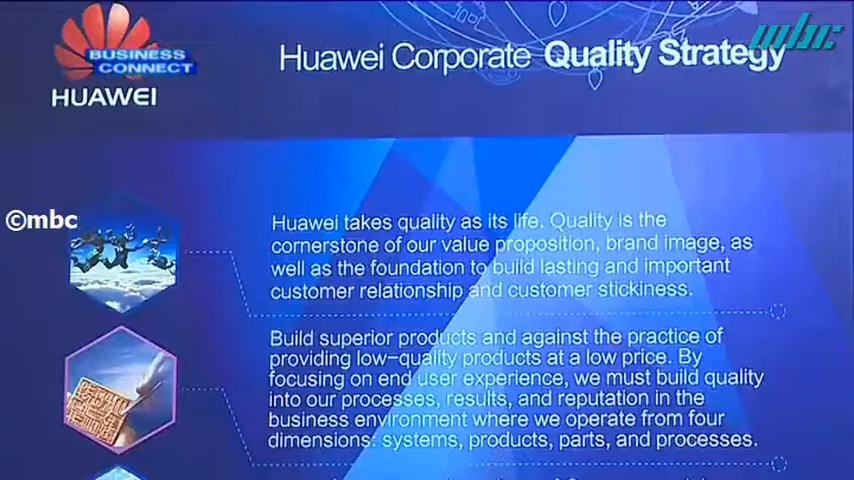 BUSINESS
CONNECT
HUAWEI
Huawei Corporate Quality Strategy
mbc
©mbc
Huawei takes quality as its life. Quality is the
cornerstone of our value proposition, brand image, as
well as the foundation to build lasting and important
customer relationship and customer stickiness.
Build superior products and against the practice of
providing low-quality products at a low price. By
focusing on end user experience, we must build quality
into our processes, results, and reputation in the
business environment where we operate from four
dimensions: systems, products, parts, and processes.